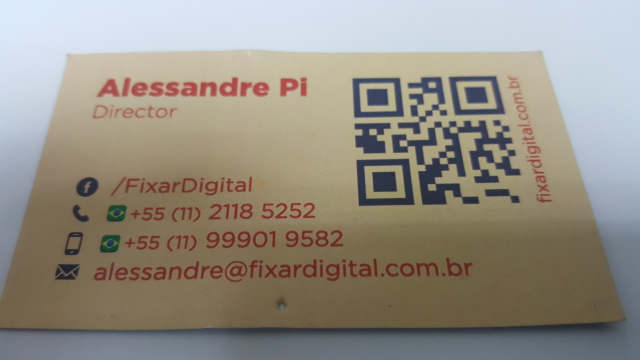 Alessandre Pi
Director
/FixarDigital
+55 (11) 2118 5252
+55 (11) 99901 9582
alessandre@fixardigital.com.br
fixardigital.com.br